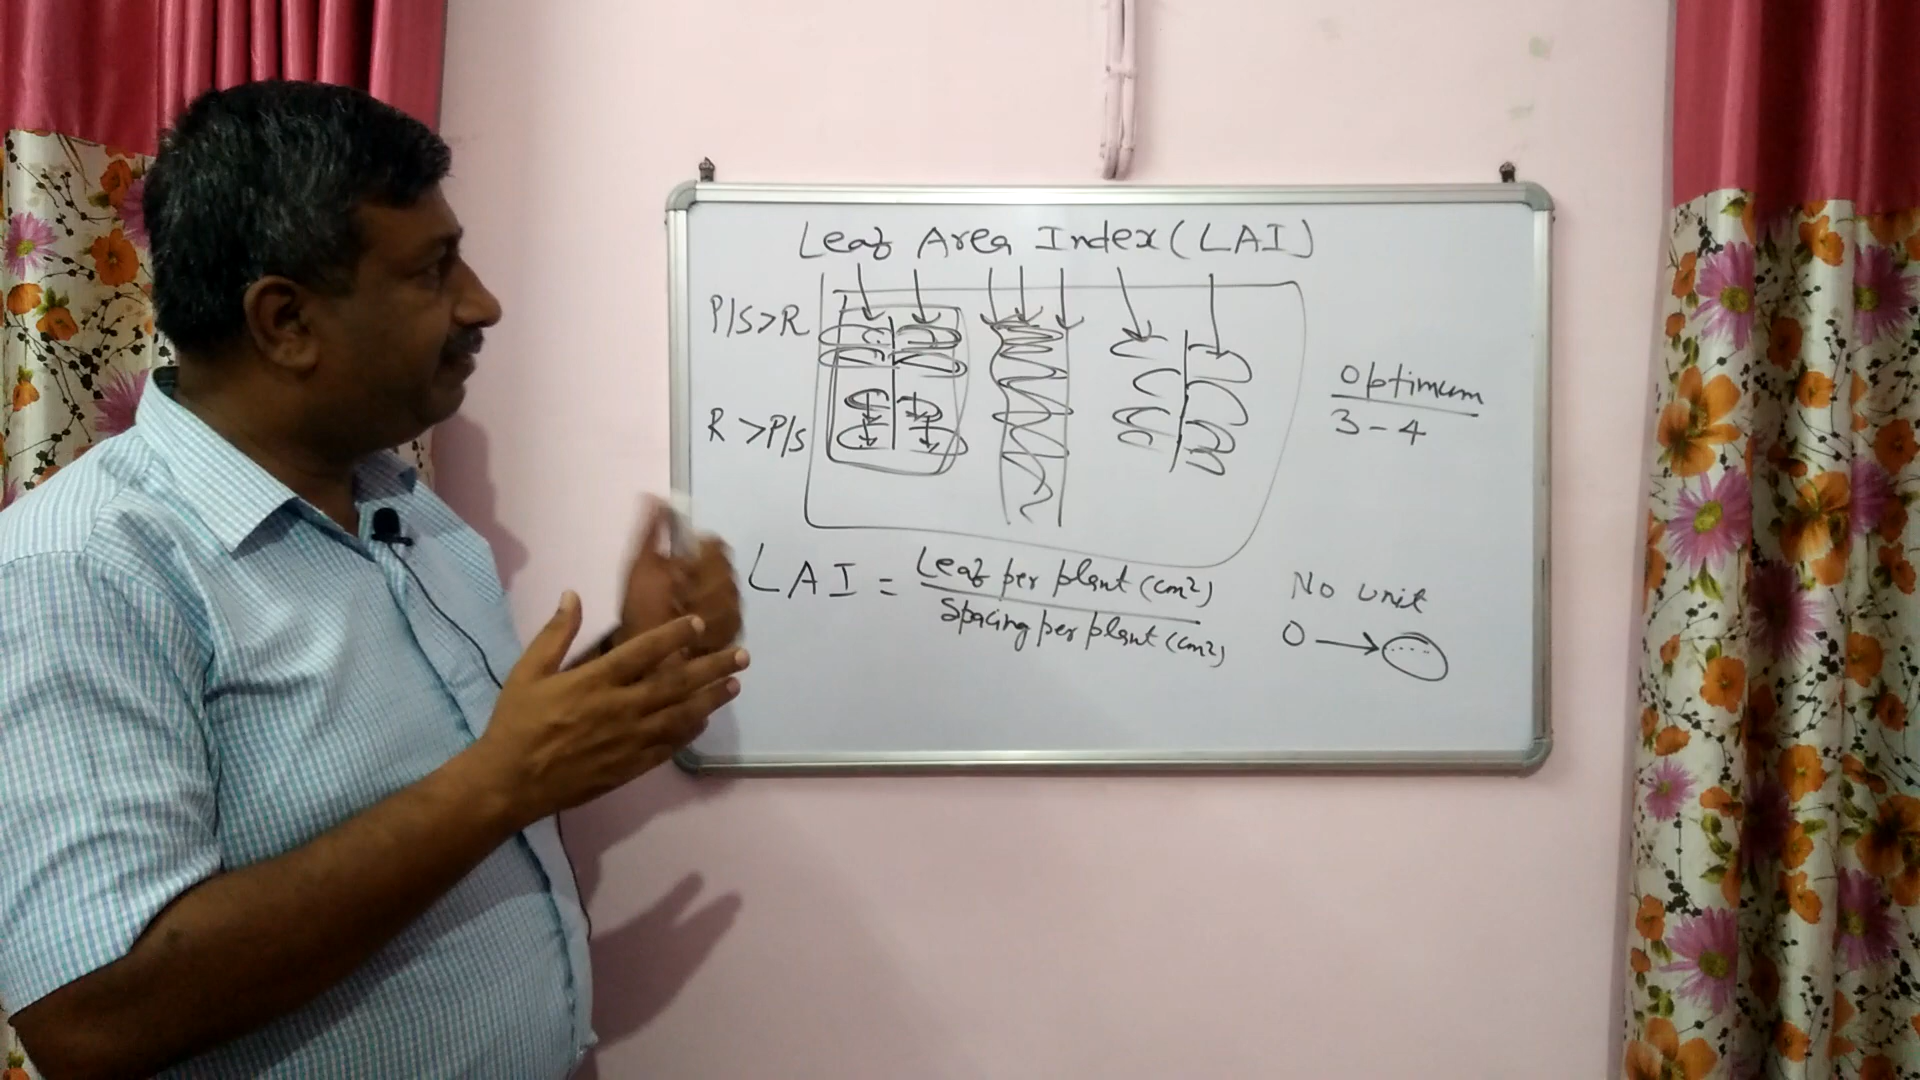 Leaf Area Index (LAI)
P/s>R
R >P/s
Optimum
3-4
LAI = Leaf per plant (cm2)
Spacing per plant (cm2)
No unit
0 →